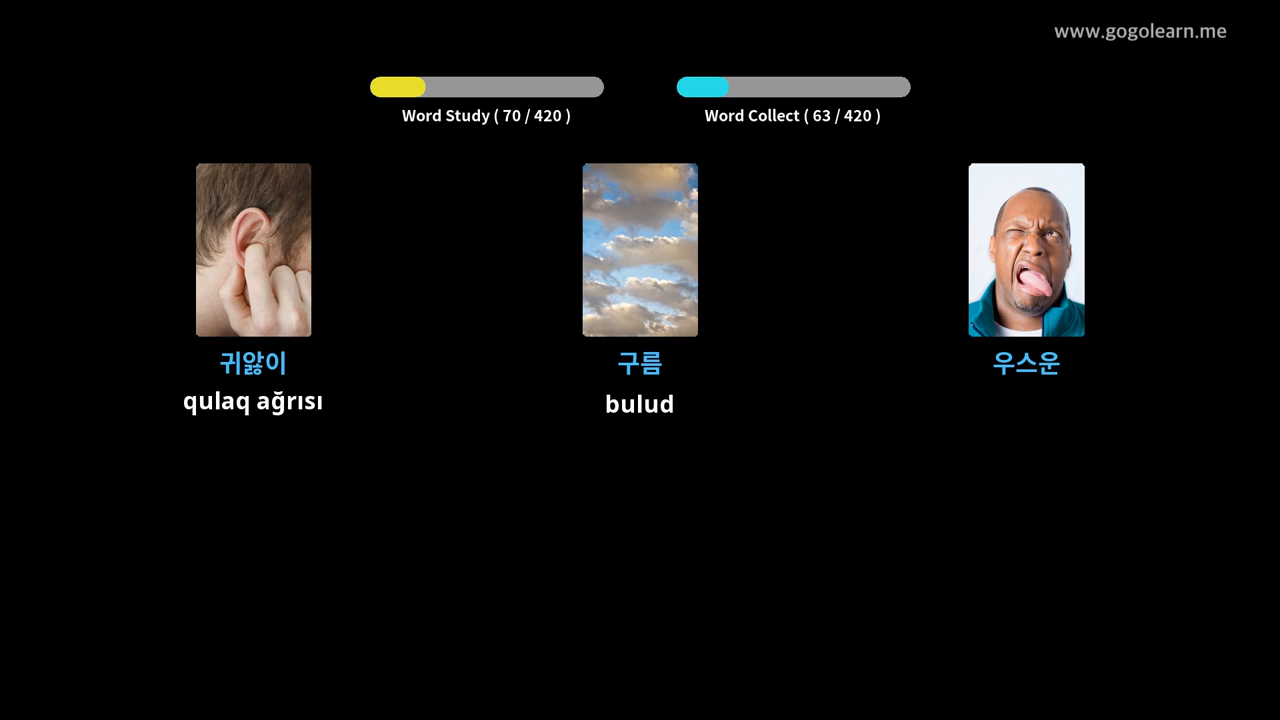 www.gogolearn.me
Word Study ( 70 / 420 )
Word Collect ( 63 / 420 )
귀앓이
구름
우스운
qulaq ağrısı
bulud